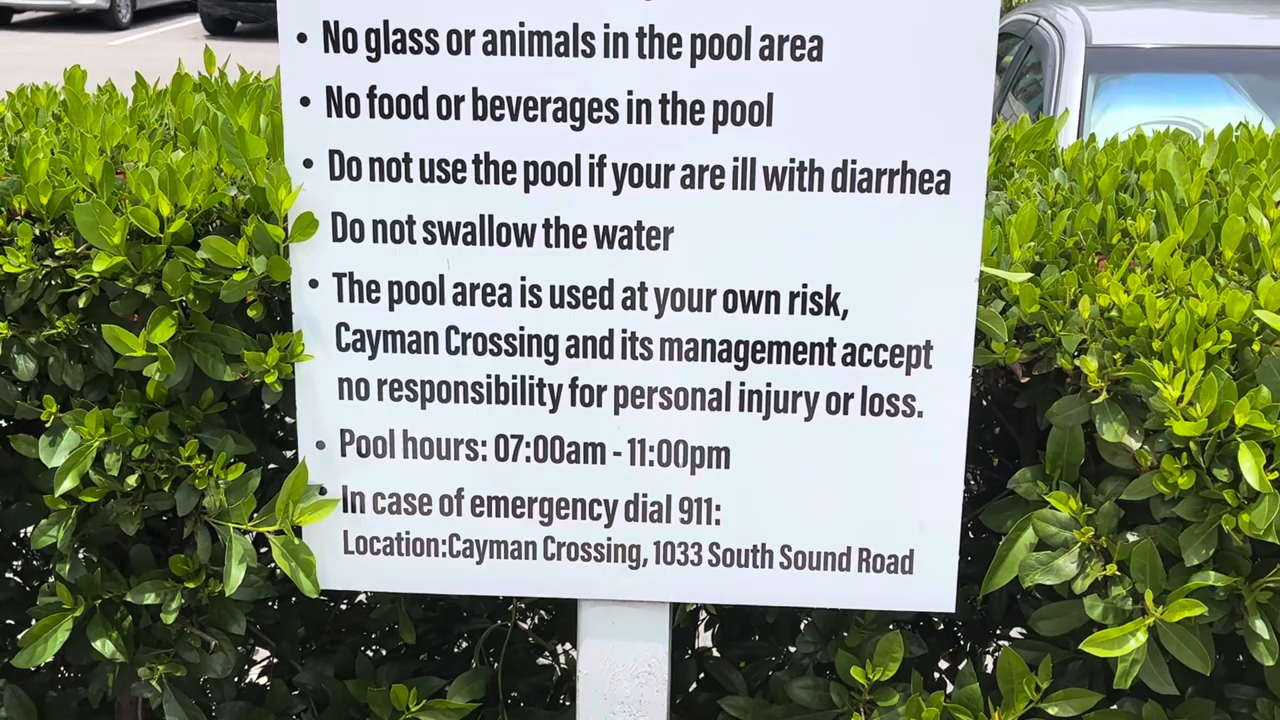 • No glass or animals in the pool area
• No food or beverages in the pool
• Do not use the pool if your are ill with diarrhea
Do not swallow the water
• The pool area is used at your own risk,
Cayman Crossing and its management accept
no responsibility for personal injury or loss.
• Pool hours: 07:00am - 11:00pm
• In case of emergency dial 911:
Location:Cayman Crossing, 1033 South Sound Road